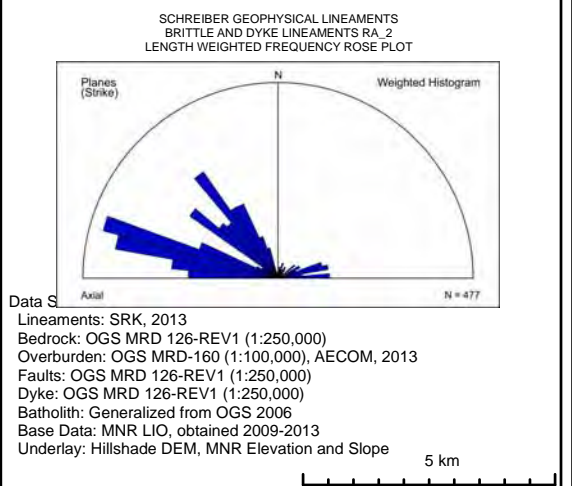 SCHREIBER GEOPHYSICAL LINEAMENTS
BRITTLE AND DYKE LINEAMENTS RA_2
LENGTH WEIGHTED FREQUENCY ROSE PLOT
Planes
(Strike)
N
Weighted Histogram
Axial
N = 477
Data S
Lineaments: SRK, 2013
Bedrock: OGS MRD 126-REV1 (1:250,000)
Overburden: OGS MRD-160 (1:100,000), AECOM, 2013
Faults: OGS MRD 126-REV1 (1:250,000)
Dyke: OGS MRD 126-REV1 (1:250,000)
Batholith: Generalized from OGS 2006
Base Data: MNR LIO, obtained 2009-2013
Underlay: Hillshade DEM, MNR Elevation and Slope
5 km